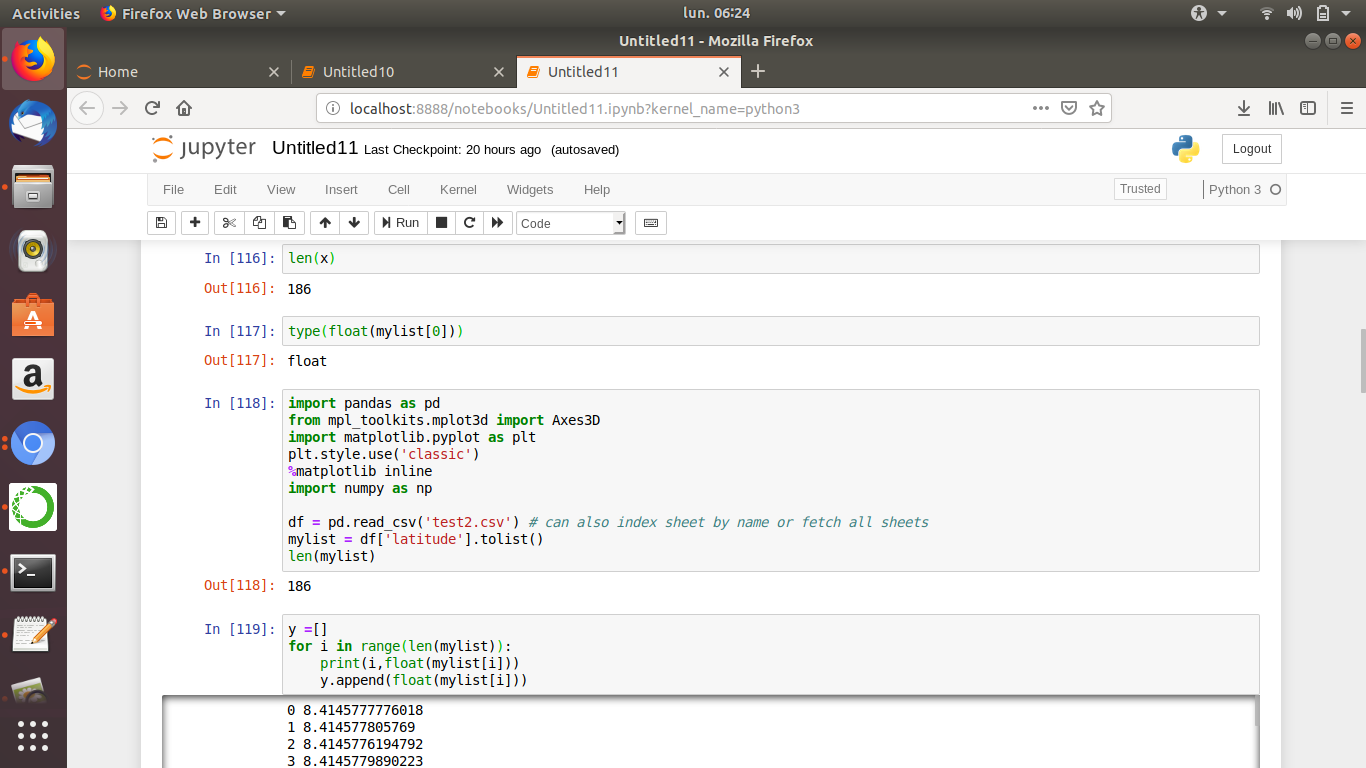 Activities Firefox Web Browser lun. 06:24
Untitled11 - Mozilla Firefox
Home Untitled10 Untitled11
localhost:8888/notebooks/Untitled11.ipynb?kernel_name=python3
jupyter Untitled11 Last Checkpoint: 20 hours ago (autosaved) Logout
File Edit View Insert Cell Kernel Widgets Help Trusted Python 3
Run Code
In [116]: len(x)
Out[116]: 186
In [117]: type(float(mylist[0]))
Out[117]: float
In [118]: import pandas as pd
from mpl_toolkits.mplot3d import Axes3D
import matplotlib.pyplot as plt
plt.style.use('classic')
%matplotlib inline
import numpy as np
df = pd.read_csv('test2.csv') # can also index sheet by name or fetch all sheets
mylist = df['latitude'].tolist()
len(mylist)
Out[118]: 186
In [119]: y =[]
for i in range(len(mylist)):
    print(i,float(mylist[i]))
    y.append(float(mylist[i]))
0 8.4145777776018
1 8.414577805769
2 8.4145776194792
3 8.4145779890223